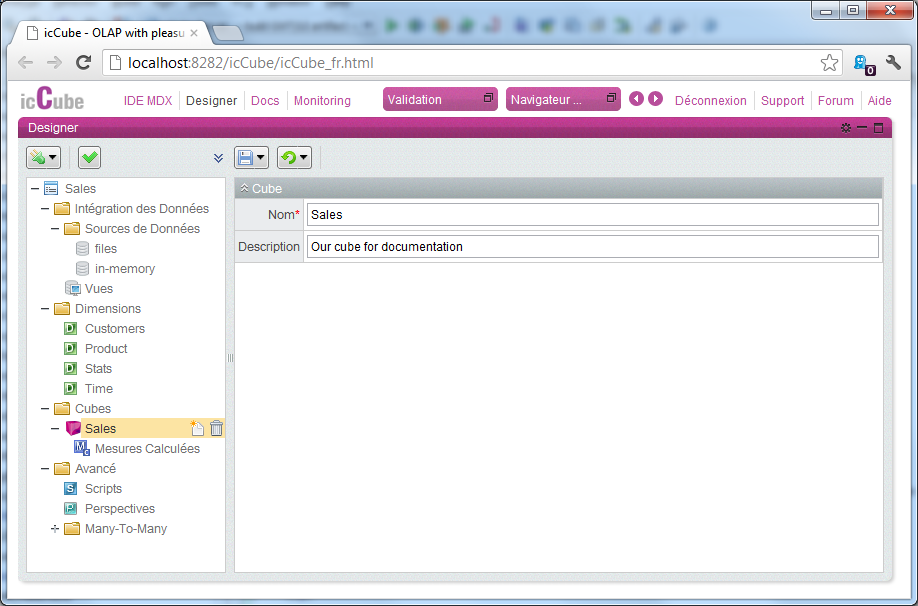 icCube - OLAP with pleasu
localhost:8282/icCube/icCube_fr.html
0
icCube
IDE MDX
Designer
Docs
Monitoring
Validation
Navigateur ...
Déconnexion
Support
Forum
Aide
Designer
Sales
Intégration des Données
Sources de Données
files
in-memory
Vues
Dimensions
Customers
Product
Stats
Time
Cubes
Sales
Mesures Calculées
Avancé
Scripts
Perspectives
Many-To-Many
Cube
Nom* Sales
Description Our cube for documentation